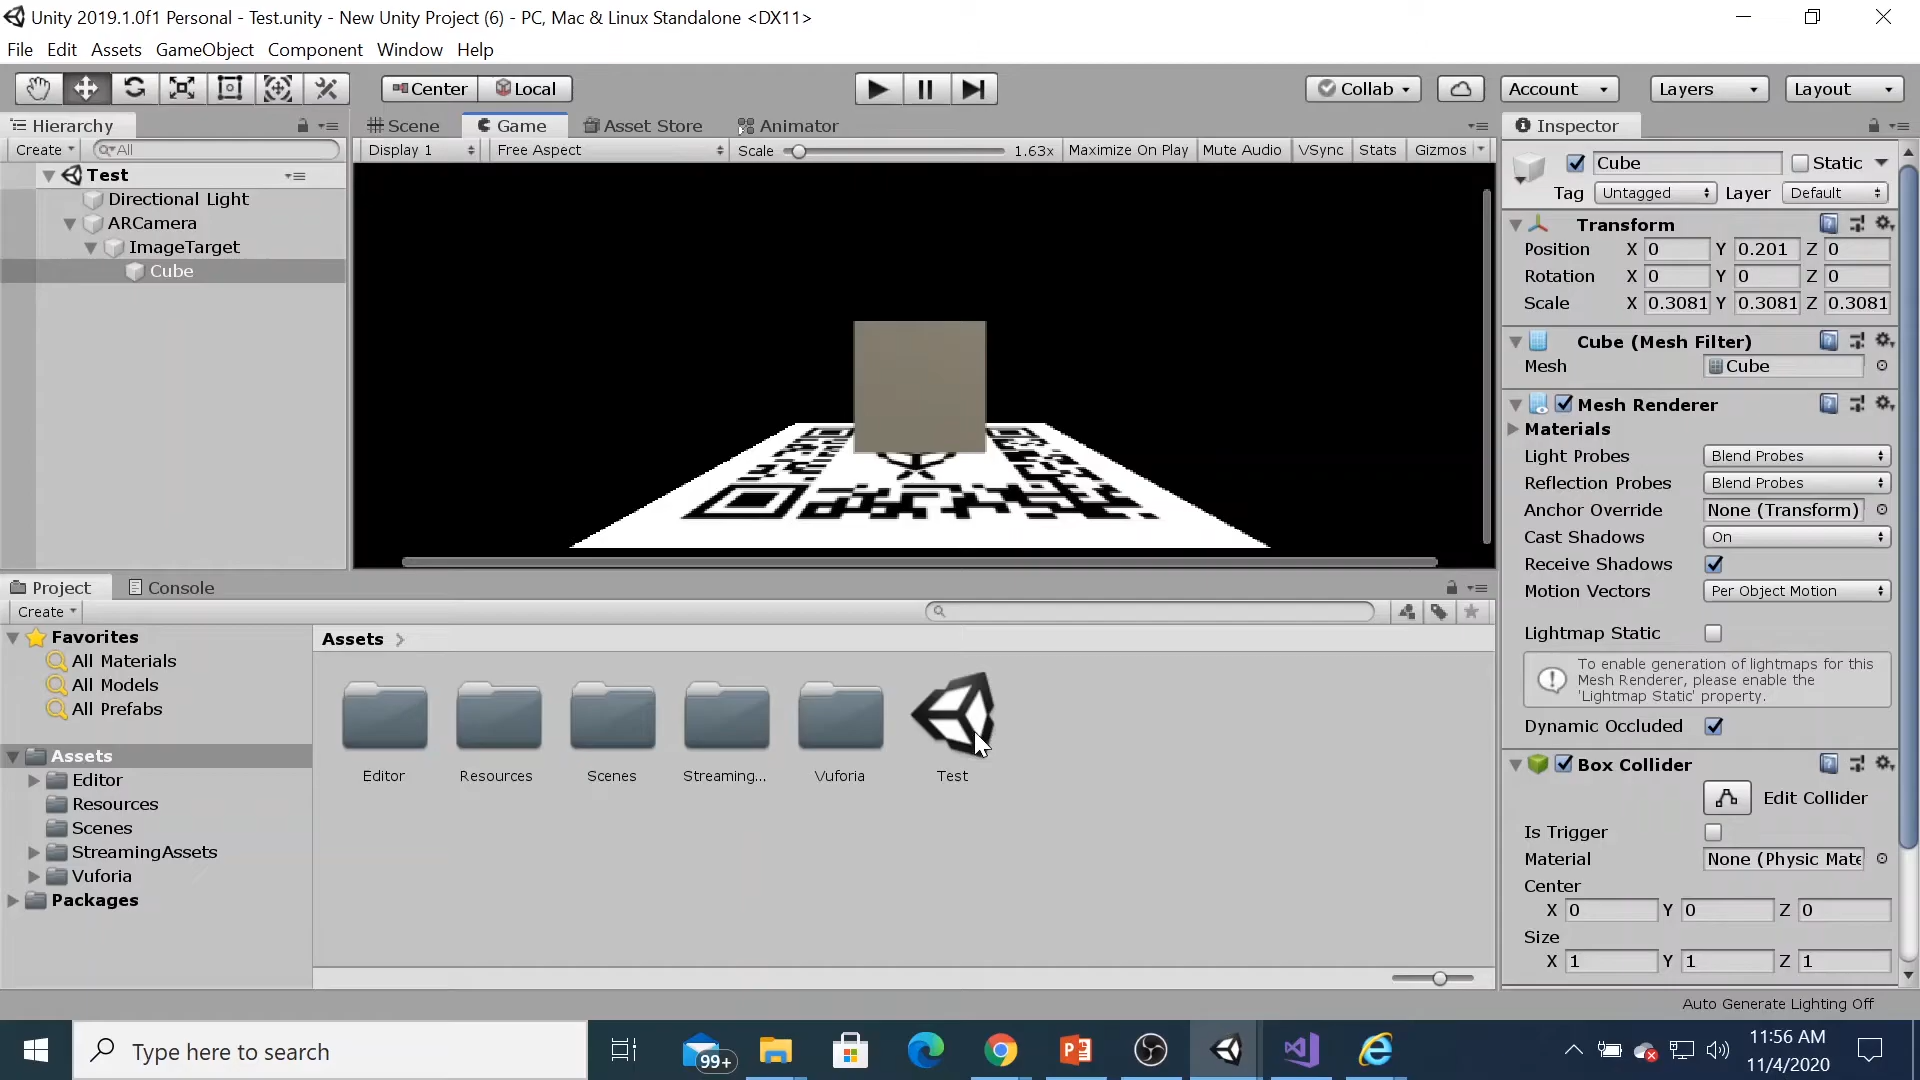 Unity 2019.1.0f1 Personal - Test.unity - New Unity Project (6) - PC, Mac & Linux Standalone <DX11>
File Edit Assets GameObject Component Window Help
Center Local Collab Account Layers Layout
Hierarchy
Create All
Test
Directional Light
ARCamera
ImageTarget
Cube
Scene Game Asset Store Animator
Display 1 Free Aspect Scale 1.63x Maximize On Play Mute Audio VSync Stats Gizmos
Inspector
Cube Static
Tag Untagged Layer Default
Transform
Position X 0 Y 0.201 Z 0
Rotation X 0 Y 0 Z 0
Scale X 0.3081 Y 0.3081 Z 0.3081
Cube (Mesh Filter)
Mesh Cube
Mesh Renderer
Materials
Light Probes Blend Probes
Reflection Probes Blend Probes
Anchor Override None (Transform)
Cast Shadows On
Receive Shadows
Motion Vectors Per Object Motion
Lightmap Static
To enable generation of lightmaps for this
Mesh Renderer, please enable the
'Lightmap Static' property.
Dynamic Occluded
Box Collider
Edit Collider
Is Trigger
Material None (Physic Mate
Center
X 0 Y 0 Z 0
Size
X 1 Y 1 Z 1
Project Console
Create
Favorites
All Materials
All Models
All Prefabs
Assets
Editor
Resources
Scenes
StreamingAssets
Vuforia
Packages
Assets
Editor Resources Scenes Streaming... Vuforia Test
Auto Generate Lighting Off
Type here to search
99+
11:56 AM
11/4/2020